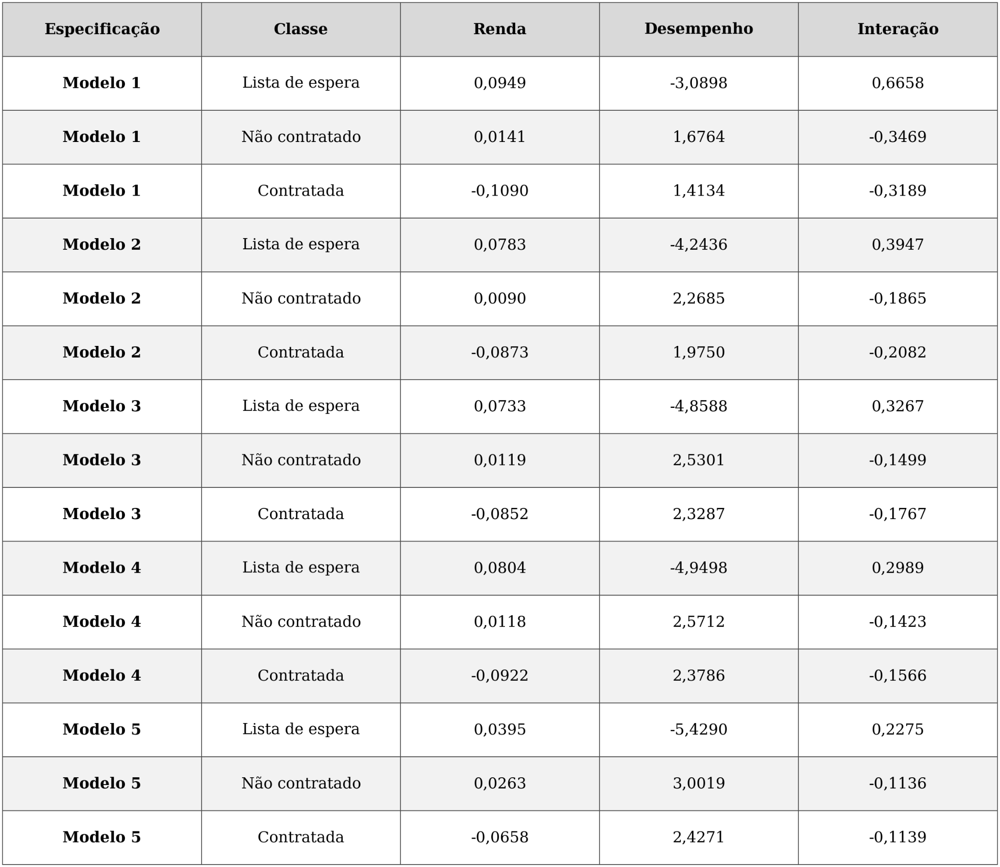 Especificação Classe Renda Desempenho Interação
Modelo 1 Lista de espera 0,0949 -3,0898 0,6658
Modelo 1 Não contratado 0,0141 1,6764 -0,3469
Modelo 1 Contratada -0,1090 1,4134 -0,3189
Modelo 2 Lista de espera 0,0783 -4,2436 0,3947
Modelo 2 Não contratado 0,0090 2,2685 -0,1865
Modelo 2 Contratada -0,0873 1,9750 -0,2082
Modelo 3 Lista de espera 0,0733 -4,8588 0,3267
Modelo 3 Não contratado 0,0119 2,5301 -0,1499
Modelo 3 Contratada -0,0852 2,3287 -0,1767
Modelo 4 Lista de espera 0,0804 -4,9498 0,2989
Modelo 4 Não contratado 0,0118 2,5712 -0,1423
Modelo 4 Contratada -0,0922 2,3786 -0,1566
Modelo 5 Lista de espera 0,0395 -5,4290 0,2275
Modelo 5 Não contratado 0,0263 3,0019 -0,1136
Modelo 5 Contratada -0,0658 2,4271 -0,1139